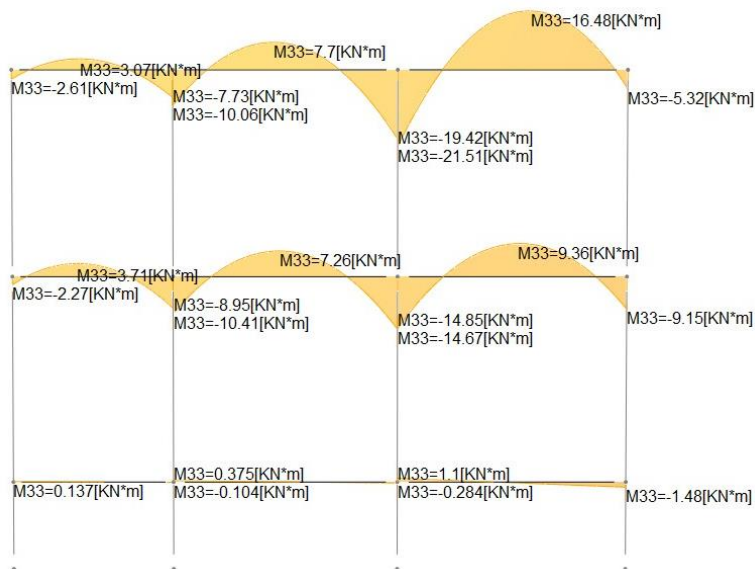 M33=16.48[KN*m]
M33=7.7[KN*m]
M33=3.07[KN*m]
M33=-2.61[KN*m]
M33=-7.73[KN*m]
M33=-5.32[KN*m]
M33=-10.06[KN*m]
M33=-19.42[KN*m]
M33=-21.51[KN*m]
M33=9.36[KN*m]
M33=7.26[KN*m]
M33=3.71[KN*m]
M33=-2.27[KN*m]
M33=-8.95[KN*m]
M33=-9.15[KN*m]
M33=-10.41[KN*m]
M33=-14.85[KN*m]
M33=-14.67[KN*m]
M33=0.375[KN*m]
M33=1.1[KN*m]
M33=0.137[KN*m]
M33=-0.104[KN*m]
M33=-0.284[KN*m]
M33=-1.48[KN*m]